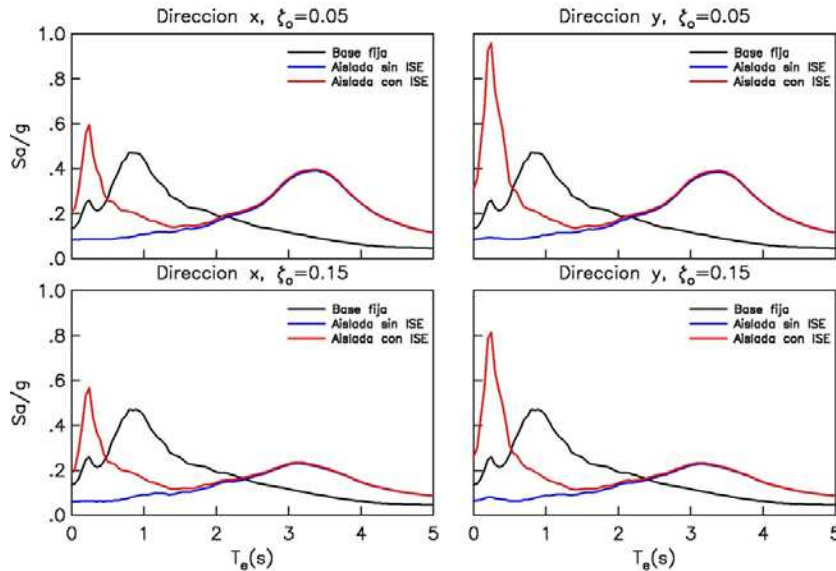 Direccion x, ζₒ=0.05
Direccion y, ζₒ=0.05
1.0
.8
.6
.4
.2
.0
Sa/g
Base fija
Aislada sin ISE
Aislada con ISE
Base fija
Aislada sin ISE
Aislada con ISE
Direccion x, ζₒ=0.15
Direccion y, ζₒ=0.15
1.0
.8
.6
.4
.2
.0
Sa/g
Base fija
Aislada sin ISE
Aislada con ISE
Base fija
Aislada sin ISE
Aislada con ISE
0 1 2 3 4 5
0 1 2 3 4 5
Tₑ(s)
Tₑ(s)